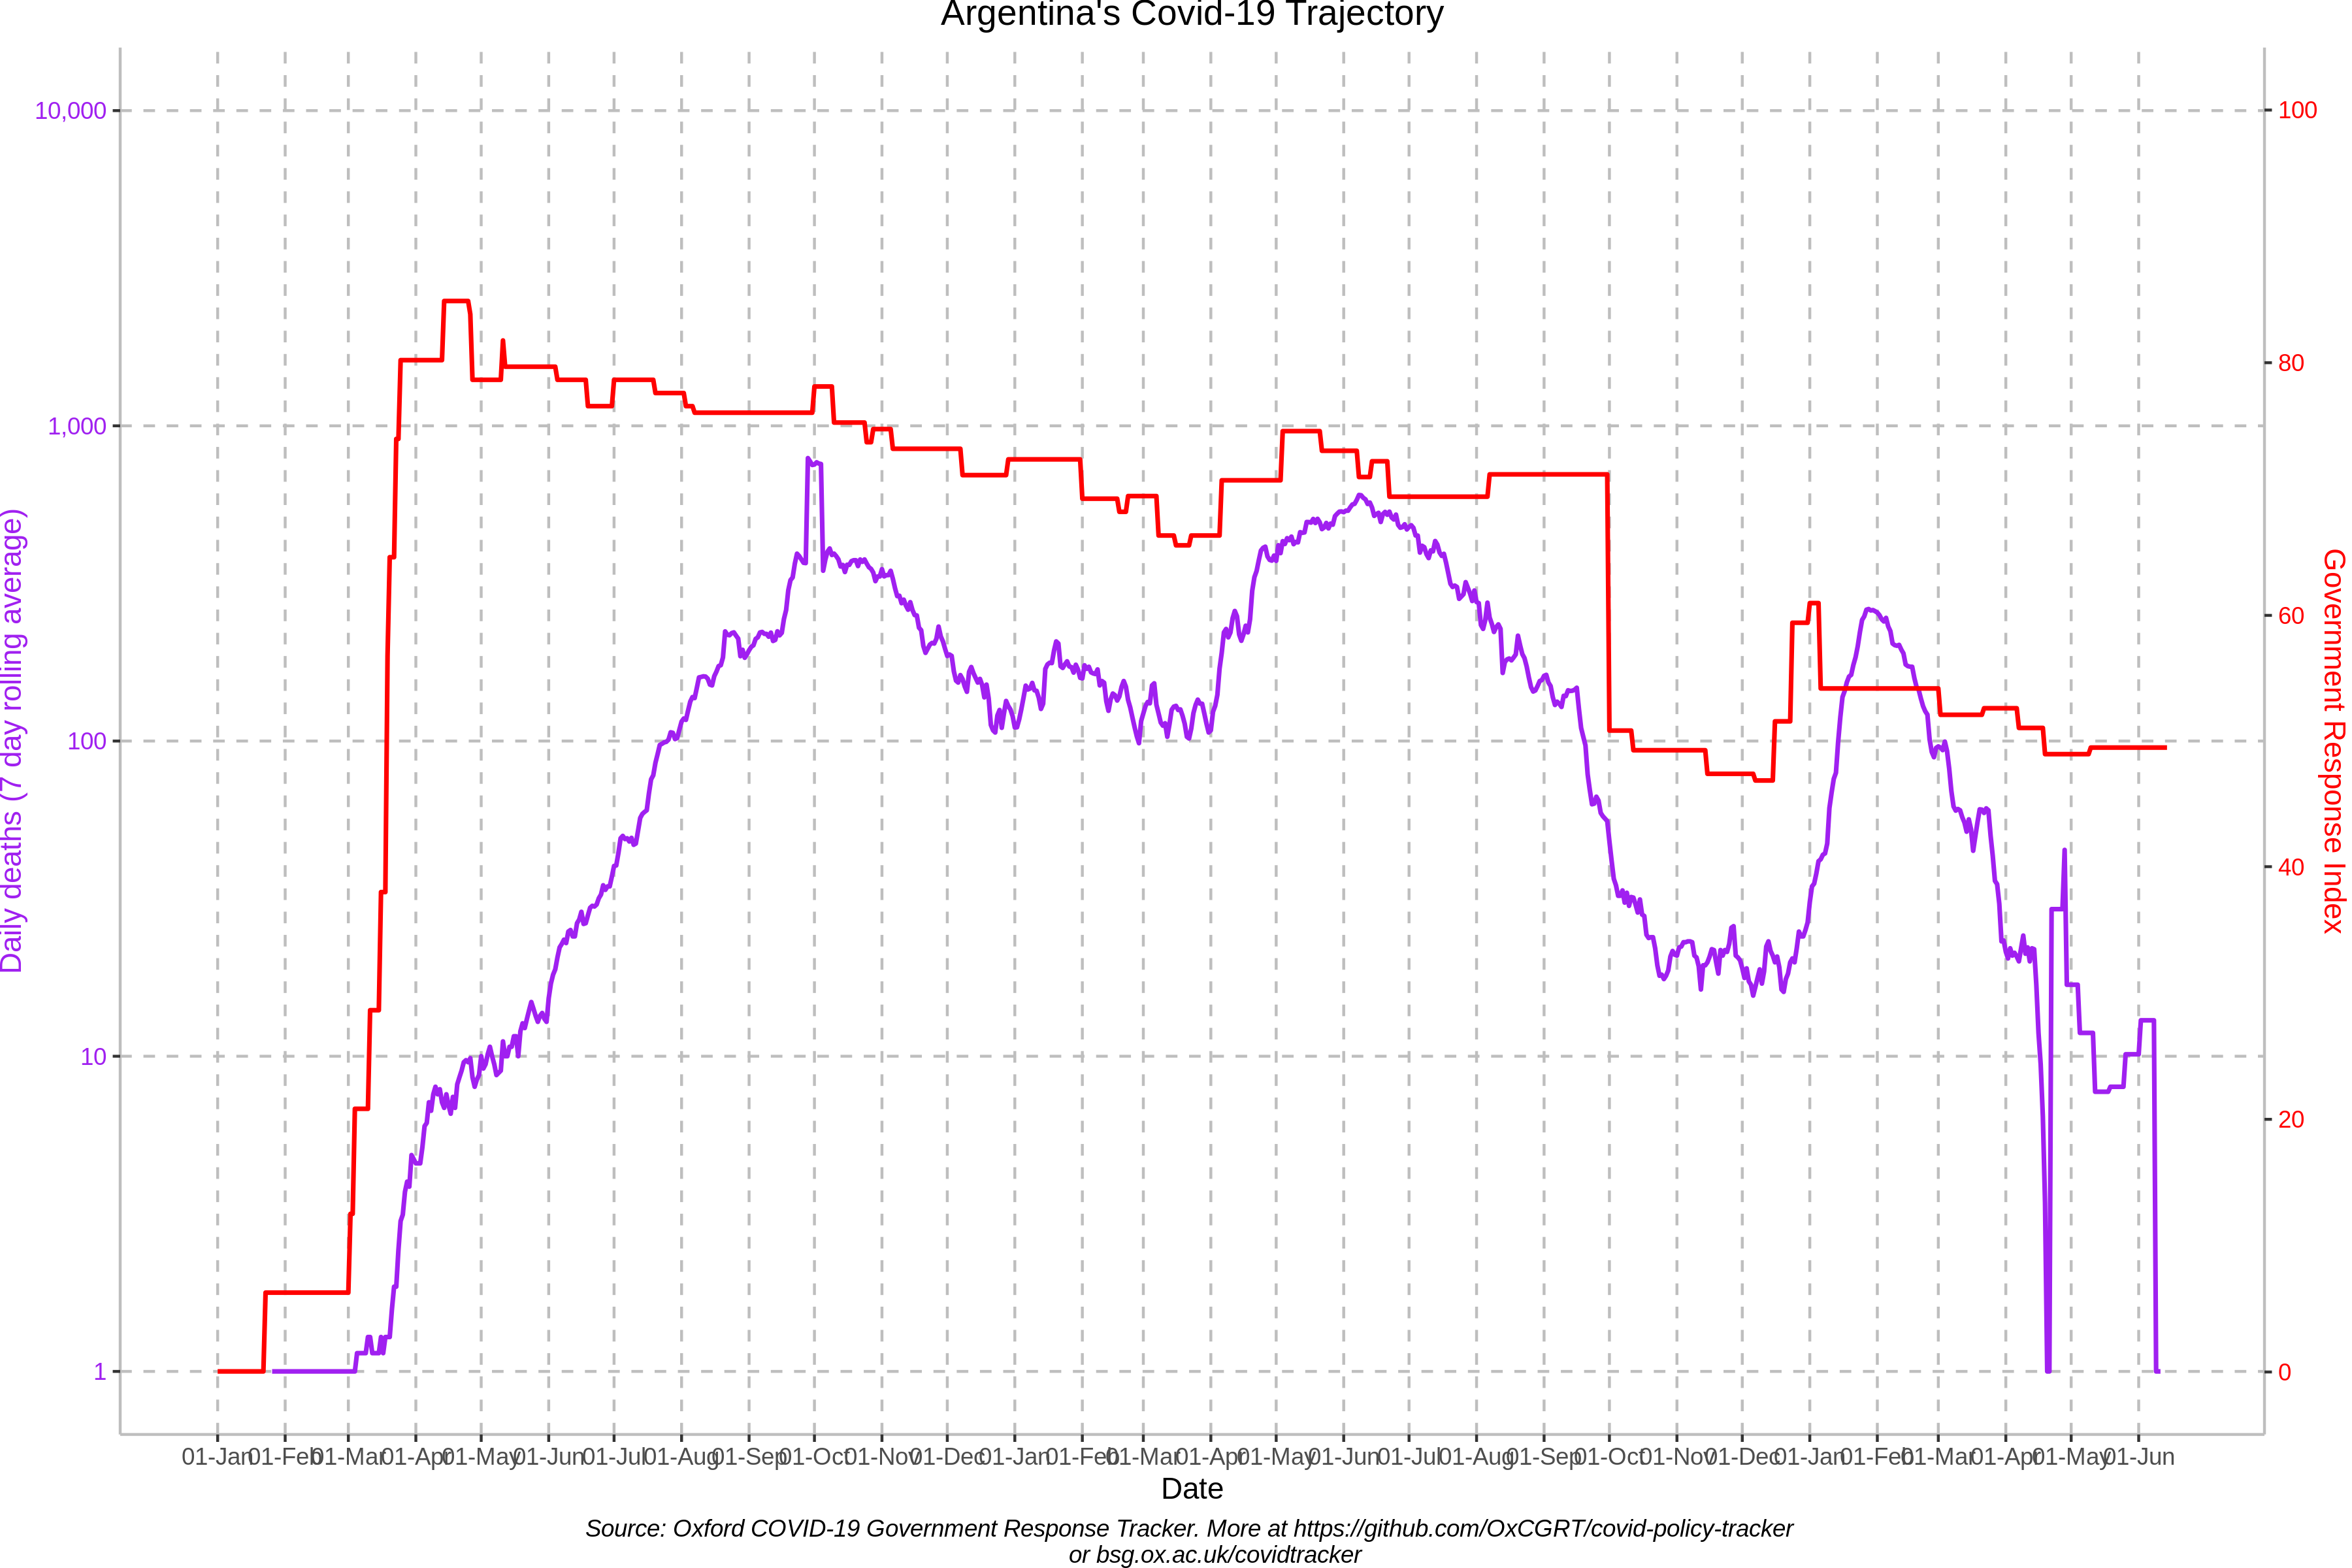 Argentina's Covid-19 Trajectory
10,000
1,000
100
10
1
Daily deaths (7 day rolling average)
100
80
60
40
20
0
Government Response Index
01-Jan 01-Feb 01-Mar 01-Apr 01-May 01-Jun 01-Jul 01-Aug 01-Sep 01-Oct 01-Nov 01-Dec 01-Jan 01-Feb 01-Mar 01-Apr 01-May 01-Jun 01-Jul 01-Aug 01-Sep 01-Oct 01-Nov 01-Dec 01-Jan 01-Feb 01-Mar 01-Apr 01-May 01-Jun
Date
Source: Oxford COVID-19 Government Response Tracker. More at https://github.com/OxCGRT/covid-policy-tracker
or bsg.ox.ac.uk/covidtracker